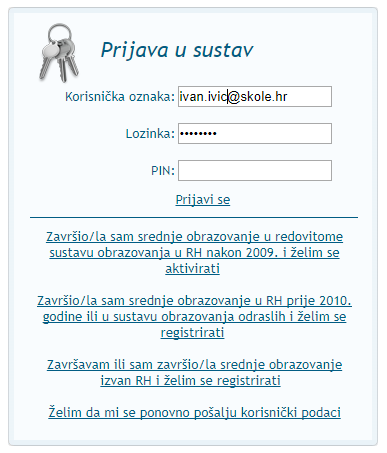 Prijava u sustav
Korisnička oznaka: ivan.ivic@skole.hr
Lozinka: ••••••••
PIN:
Prijavi se
Završio/la sam srednje obrazovanje u redovitome
sustavu obrazovanja u RH nakon 2009. i želim se
aktivirati
Završio/la sam srednje obrazovanje u RH prije 2010.
godine ili u sustavu obrazovanja odraslih i želim se
registrirati
Završavam ili sam završio/la srednje obrazovanje
izvan RH i želim se registrirati
Želim da mi se ponovno pošalju korisnički podaci